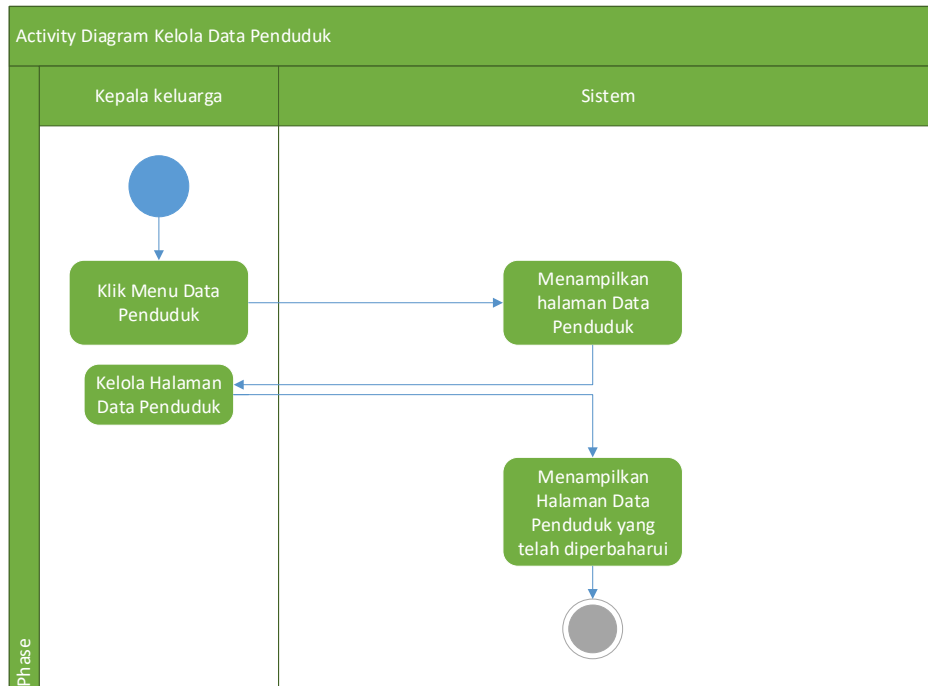 Activity Diagram Kelola Data Penduduk
Kepala keluarga
Sistem
Klik Menu Data
Penduduk
Menampilkan
halaman Data
Penduduk
Kelola Halaman
Data Penduduk
Menampilkan
Halaman Data
Penduduk yang
telah diperbaharui
Phase